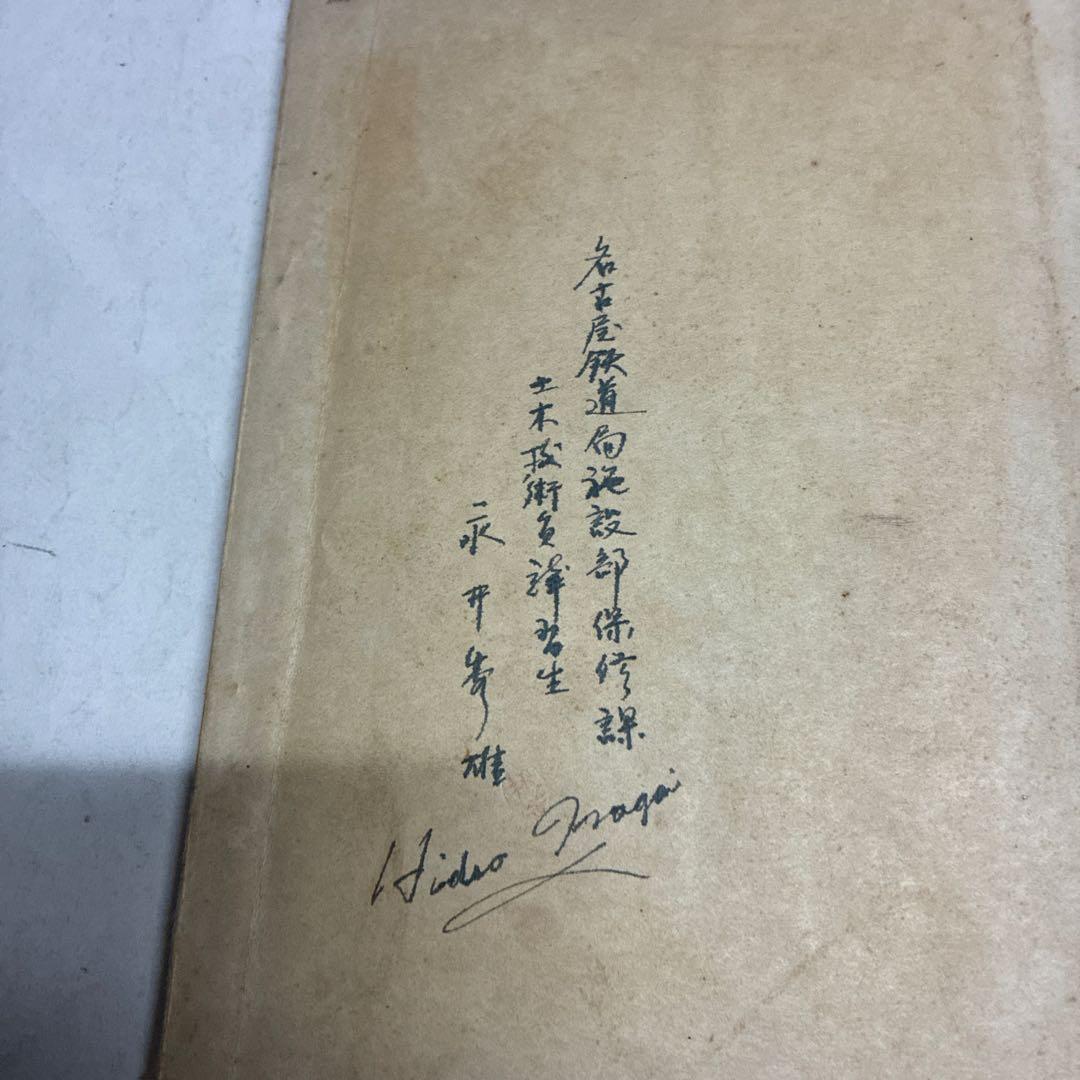 名古屋鉄道局施設部保修課
土木技術員講習生
永井秀雄
Hideo Nagai